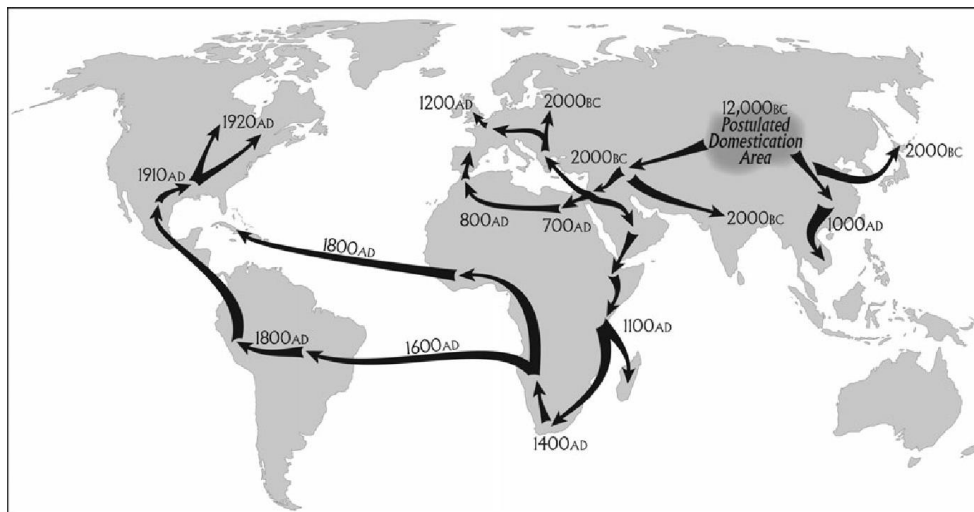 1200AD
2000BC
12,000BC
Postulated
Domestication
Area
1920AD
2000BC
2000BC
1910AD
800AD
700AD
2000BC
1000AD
1800AD
1100AD
1800AD
1600AD
1400AD